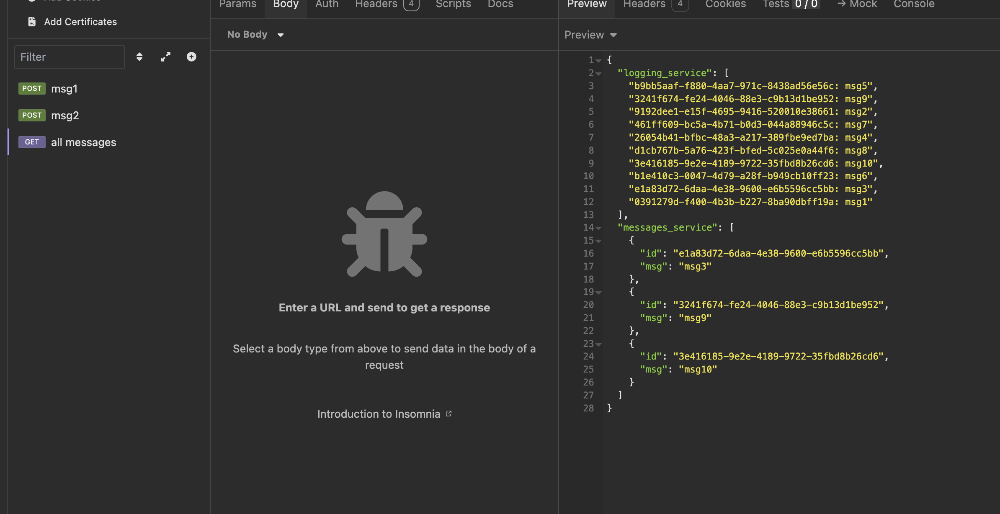 Add Cookies
Add Certificates
Filter
POST msg1
POST msg2
GET all messages
Params Body Auth Headers 4 Scripts Docs
No Body
Enter a URL and send to get a response
Select a body type from above to send data in the body of a
request
Introduction to Insomnia
Preview Headers 4 Cookies Tests 0 / 0 → Mock Console
Preview
1 {
2 "logging_service": [
3 "b9bb5aaf-f880-4aa7-971c-8438ad56e56c: msg5",
4 "3241f674-fe24-4046-88e3-c9b13d1be952: msg9",
5 "9192dee1-e15f-4695-9416-520010e38661: msg2",
6 "461ff609-bc5a-4b71-b0d3-044a88946c5c: msg7",
7 "26054b41-bfbc-48a3-a217-389fbe9ed7ba: msg4",
8 "d1cb767b-5a76-423f-bfed-5c025e0a44f6: msg8",
9 "3e416185-9e2e-4189-9722-35fbd8b26cd6: msg10",
10 "b1e410c3-0047-4d79-a28f-b949cb10ff23: msg6",
11 "e1a83d72-6daa-4e38-9600-e6b5596cc5bb: msg3",
12 "0391279d-f400-4b3b-b227-8ba90dbff19a: msg1"
13 ],
14 "messages_service": [
15 {
16 "id": "e1a83d72-6daa-4e38-9600-e6b5596cc5bb",
17 "msg": "msg3"
18 },
19 {
20 "id": "3241f674-fe24-4046-88e3-c9b13d1be952",
21 "msg": "msg9"
22 },
23 {
24 "id": "3e416185-9e2e-4189-9722-35fbd8b26cd6",
25 "msg": "msg10"
26 }
27 ]
28 }